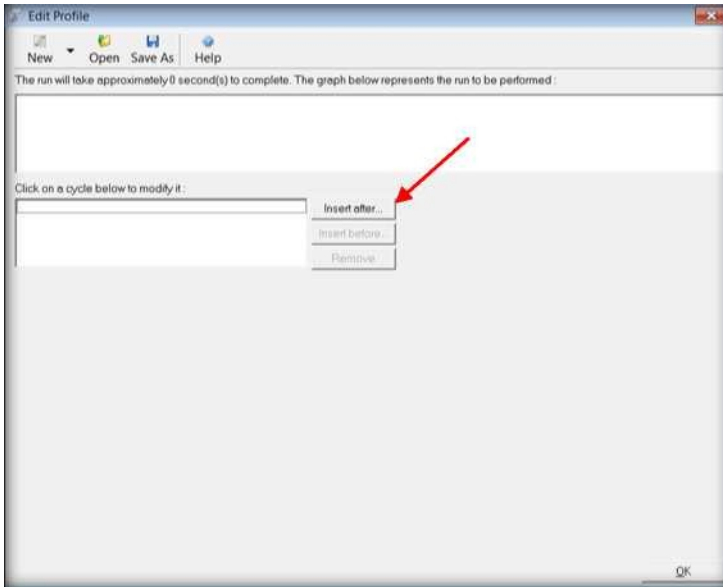 Edit Profile
New Open Save As Help
The run will take approximately 0 second(s) to complete. The graph below represents the run to be performed :
Click on a cycle below to modify it :
Insert after...
Insert before...
Remove
OK